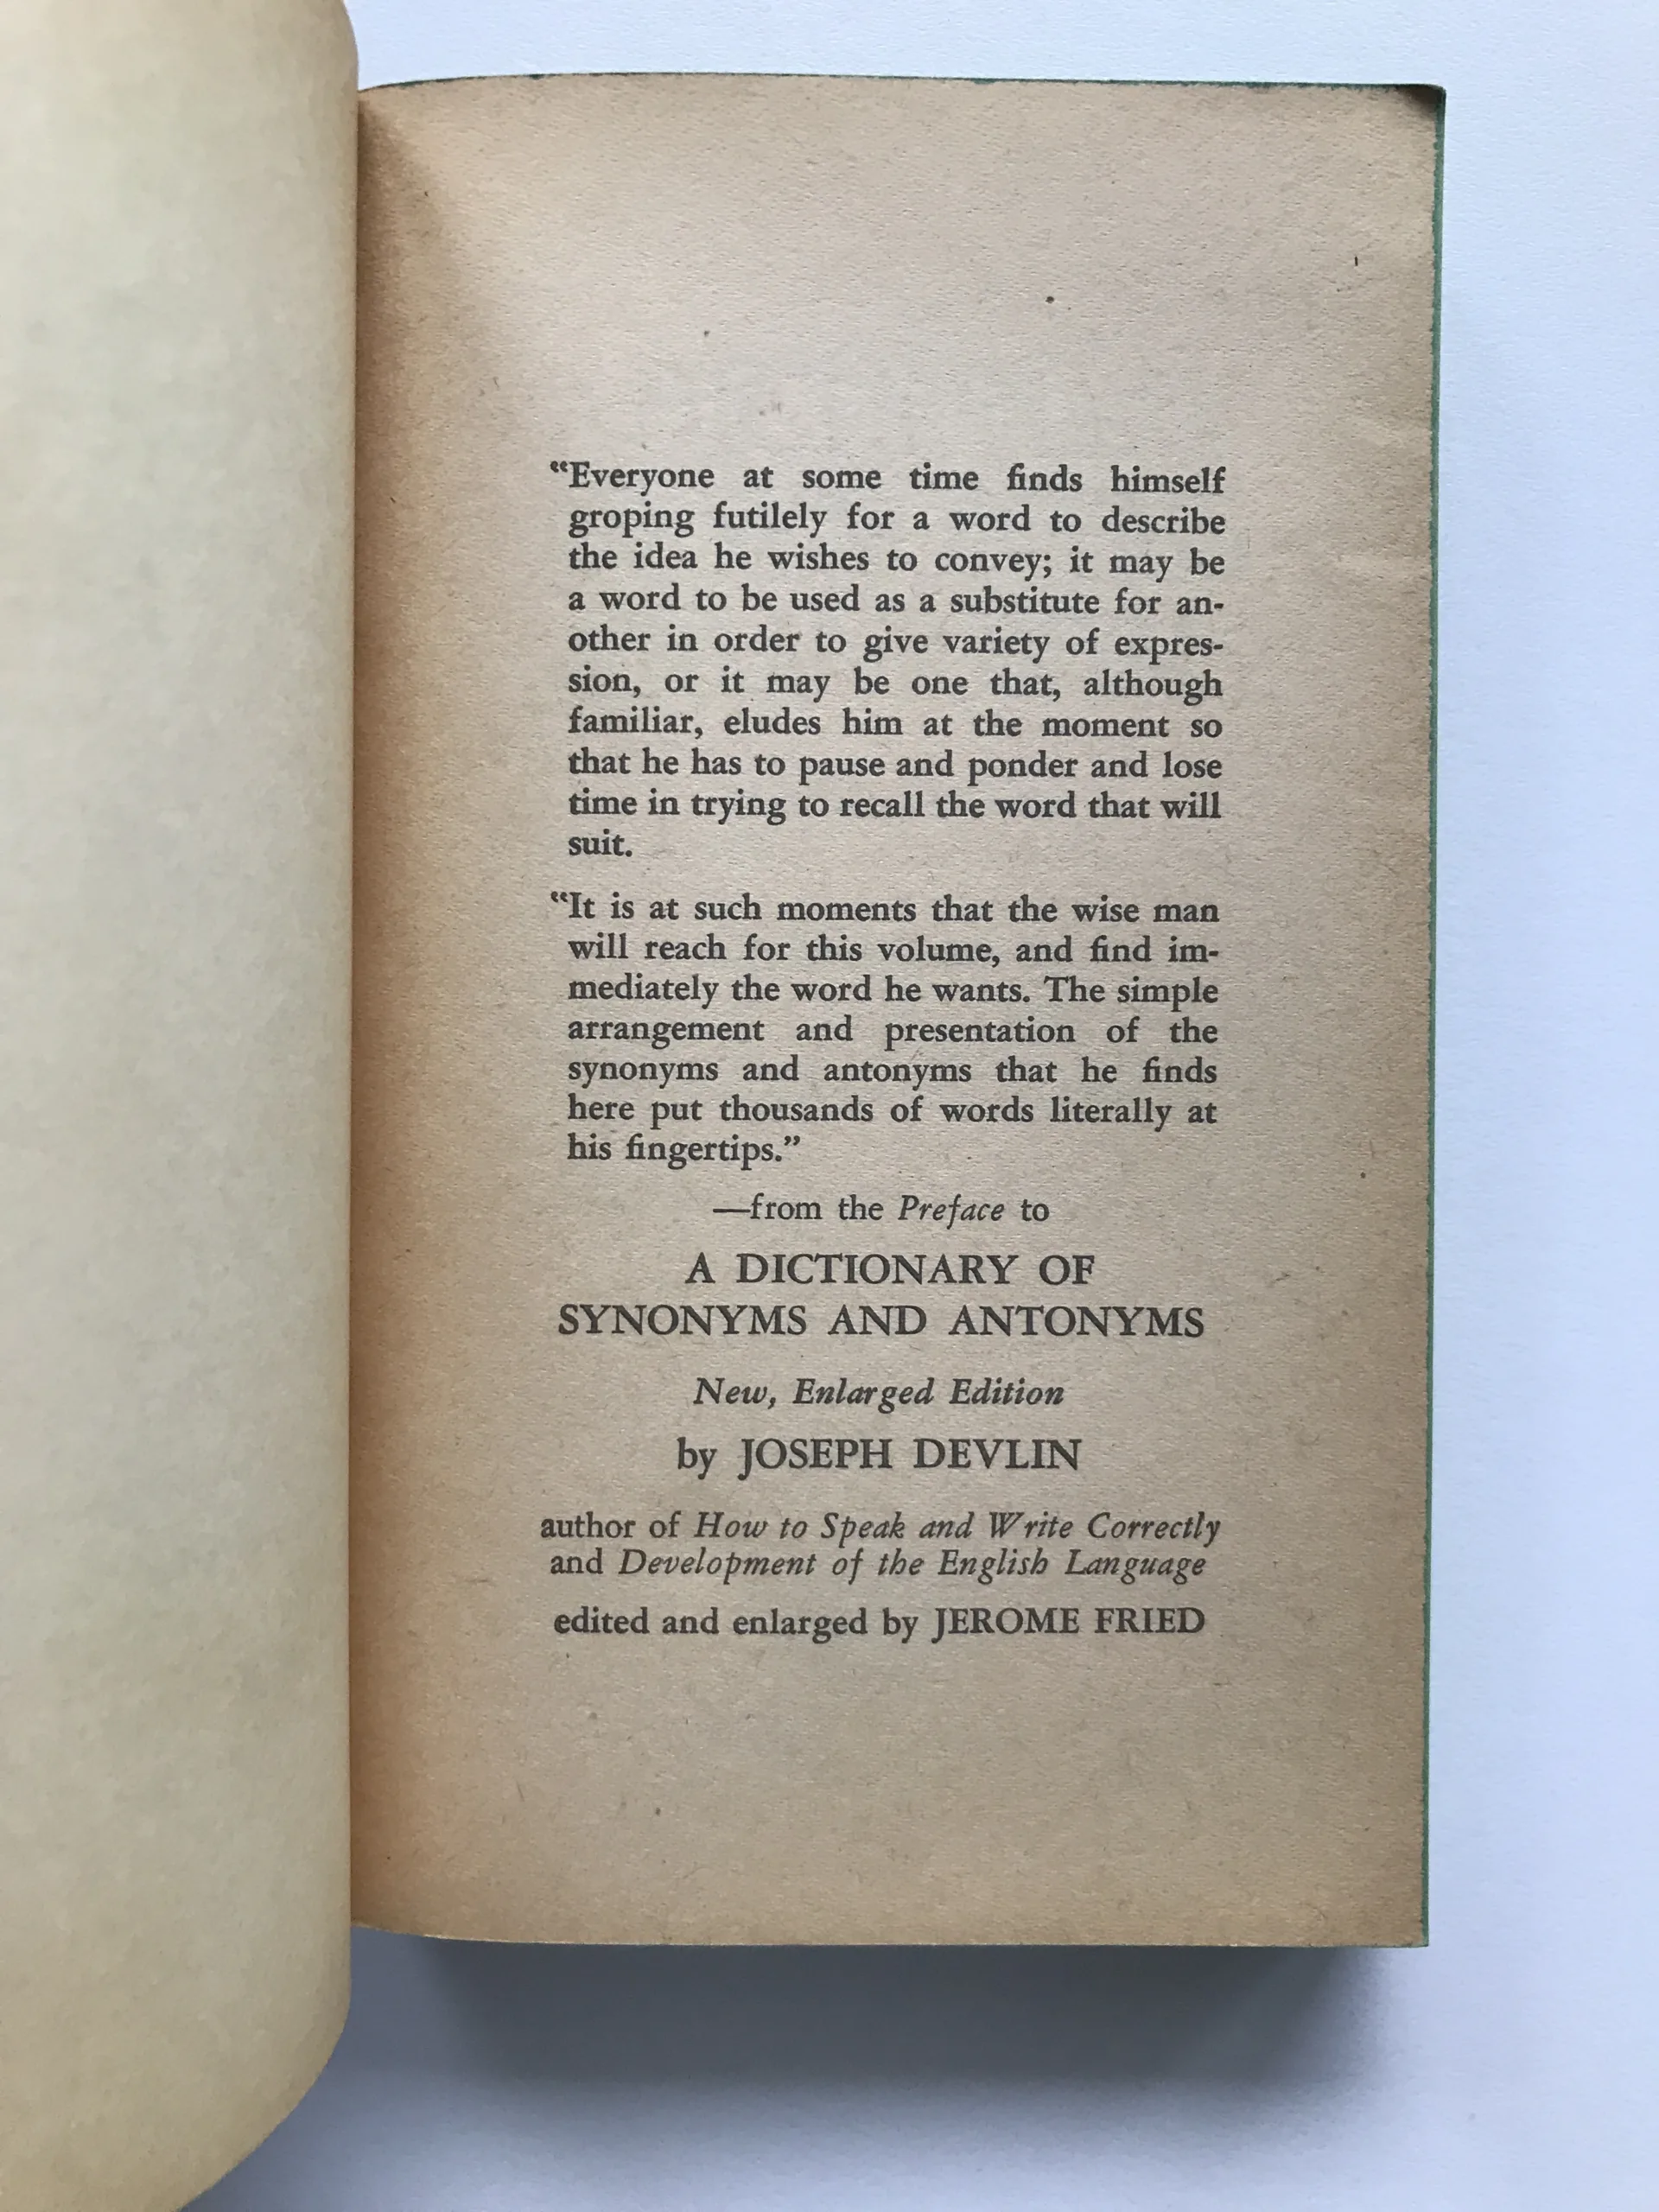 “Everyone at some time finds himself
groping futilely for a word to describe
the idea he wishes to convey; it may be
a word to be used as a substitute for an-
other in order to give variety of expres-
sion, or it may be one that, although
familiar, eludes him at the moment so
that he has to pause and ponder and lose
time in trying to recall the word that will
suit.
“It is at such moments that the wise man
will reach for this volume, and find im-
mediately the word he wants. The simple
arrangement and presentation of the
synonyms and antonyms that he finds
here put thousands of words literally at
his fingertips.”
—from the Preface to
A DICTIONARY OF
SYNONYMS AND ANTONYMS
New, Enlarged Edition
by JOSEPH DEVLIN
author of How to Speak and Write Correctly
and Development of the English Language
edited and enlarged by JEROME FRIED